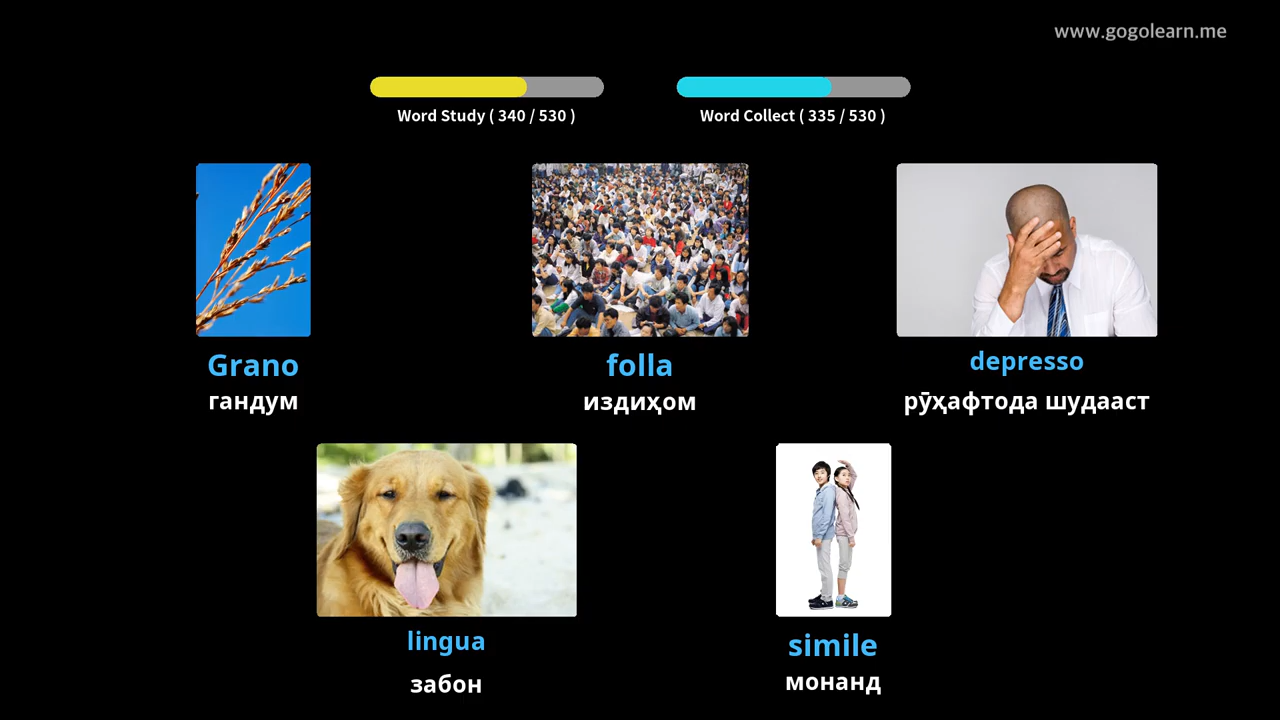 www.gogolearn.me
Word Study ( 340 / 530 )
Word Collect ( 335 / 530 )
Grano
гандум
folla
издиҳом
depresso
рӯҳафтода шудааст
lingua
забон
simile
монанд